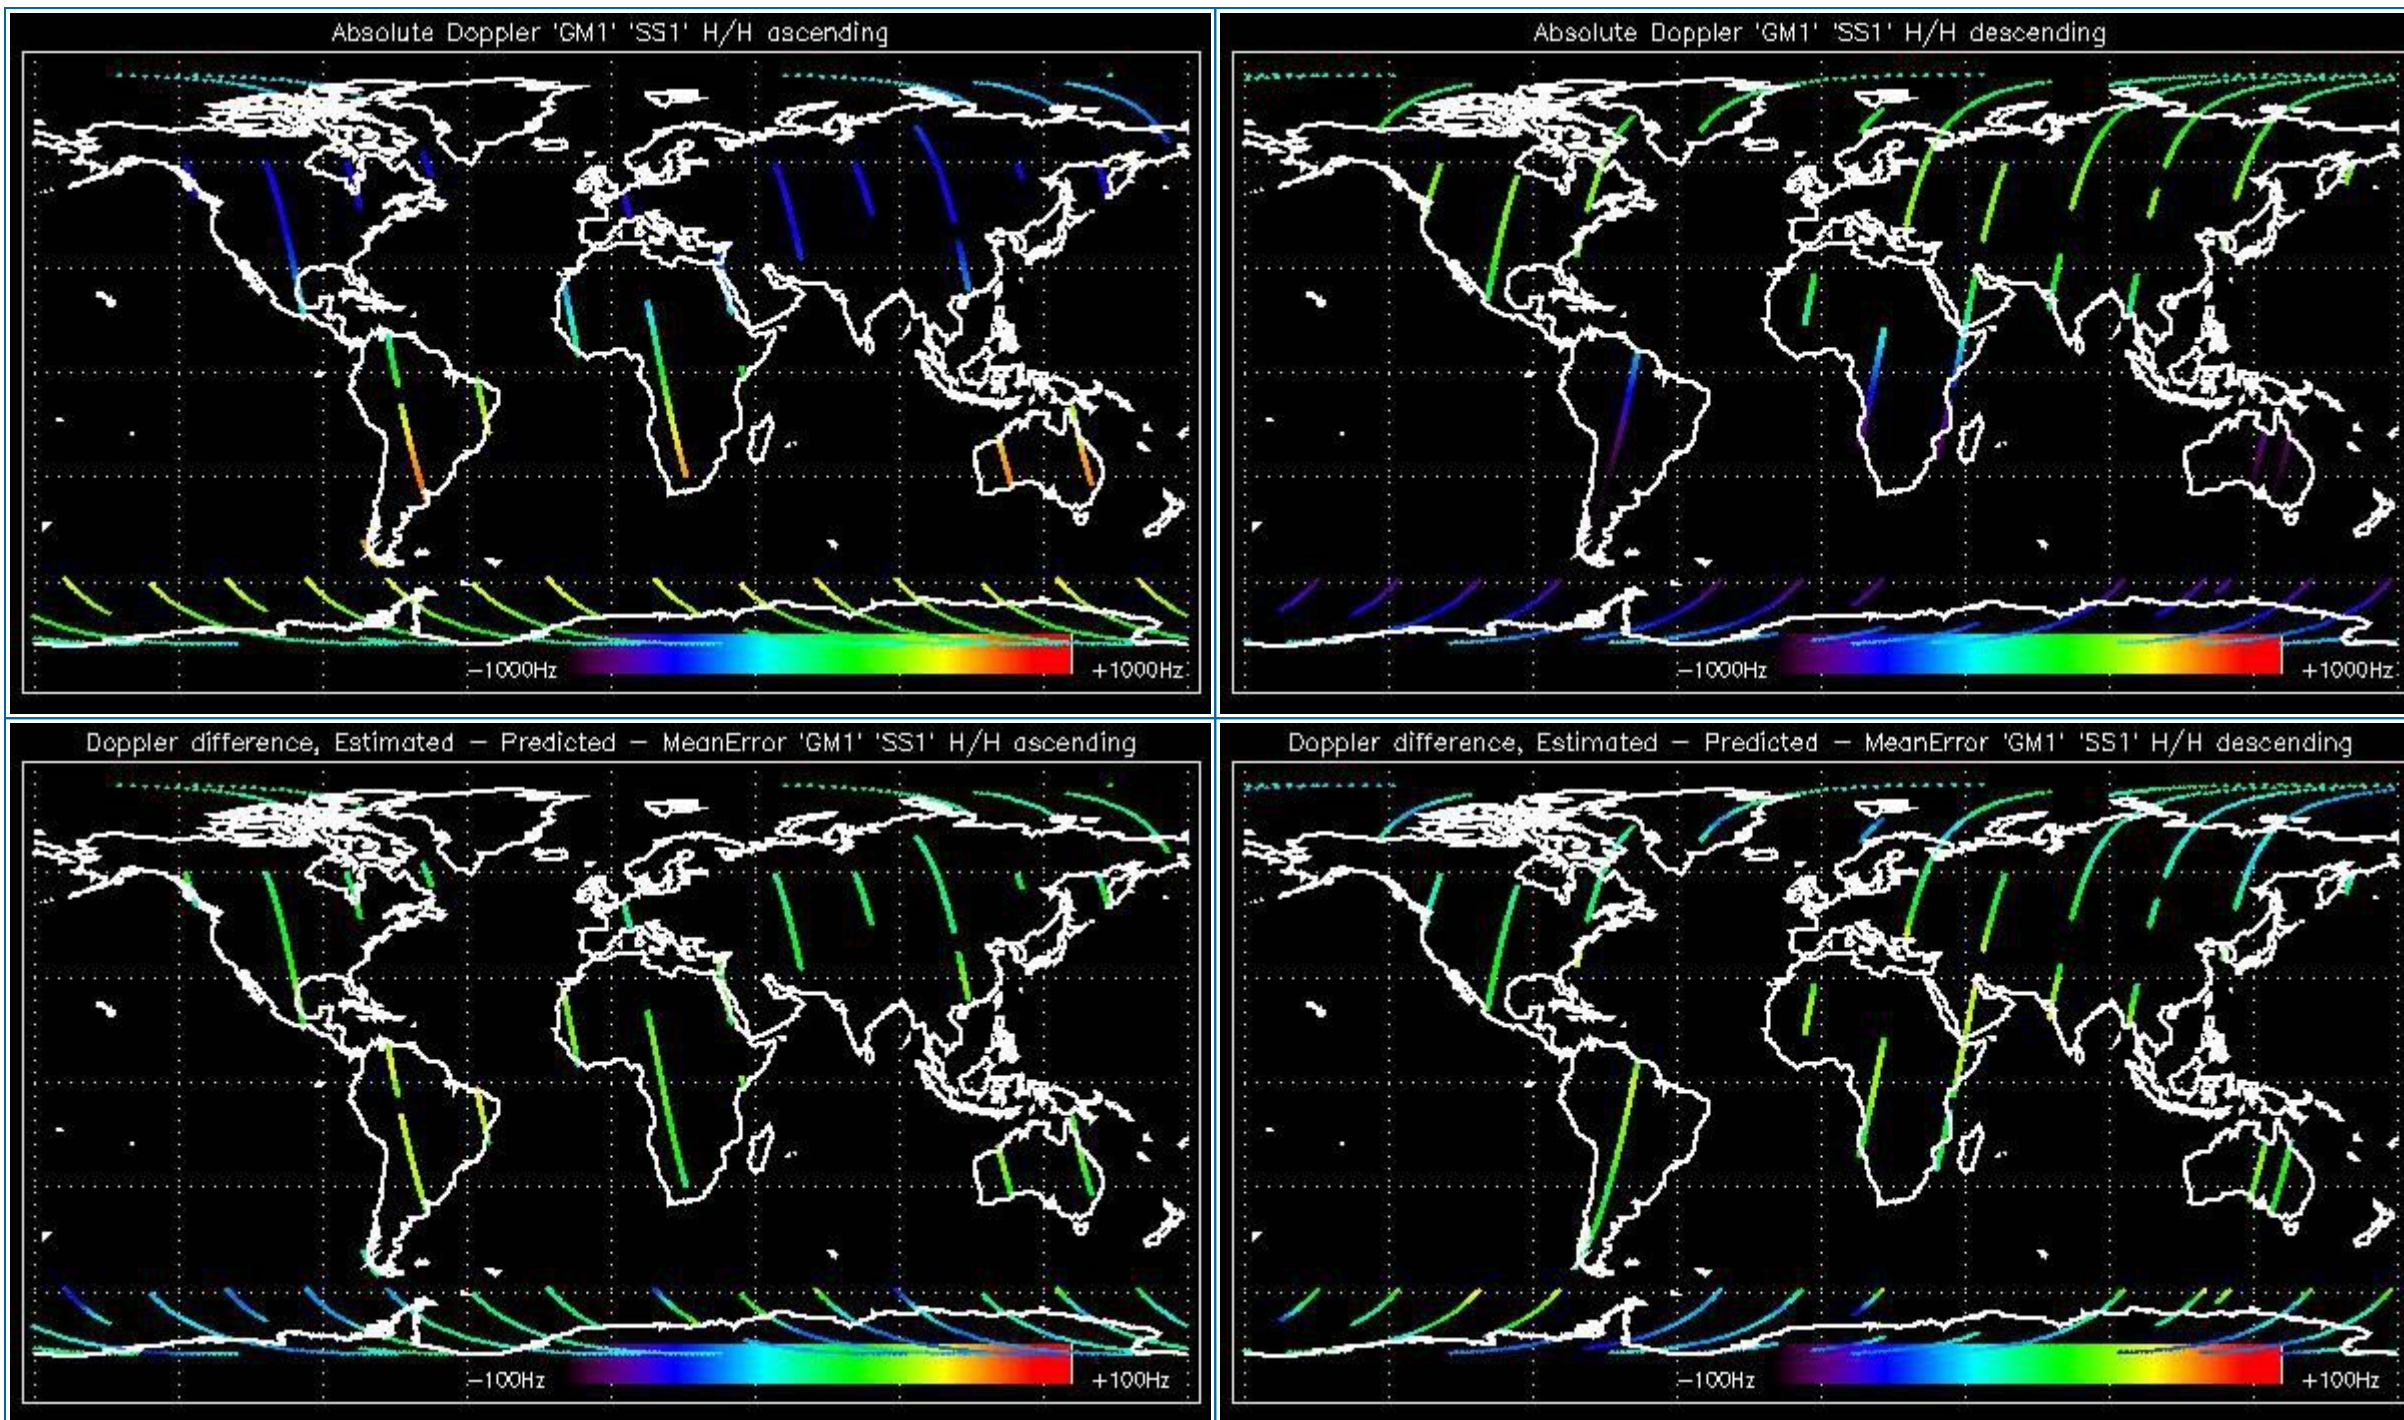 Absolute Doppler 'GM1' 'SS1' H/H ascending
−1000Hz
+1000Hz
Absolute Doppler 'GM1' 'SS1' H/H descending
−1000Hz
+1000Hz
Doppler difference, Estimated − Predicted − MeanError 'GM1' 'SS1' H/H ascending
−100Hz
+100Hz
Doppler difference, Estimated − Predicted − MeanError 'GM1' 'SS1' H/H descending
−100Hz
+100Hz